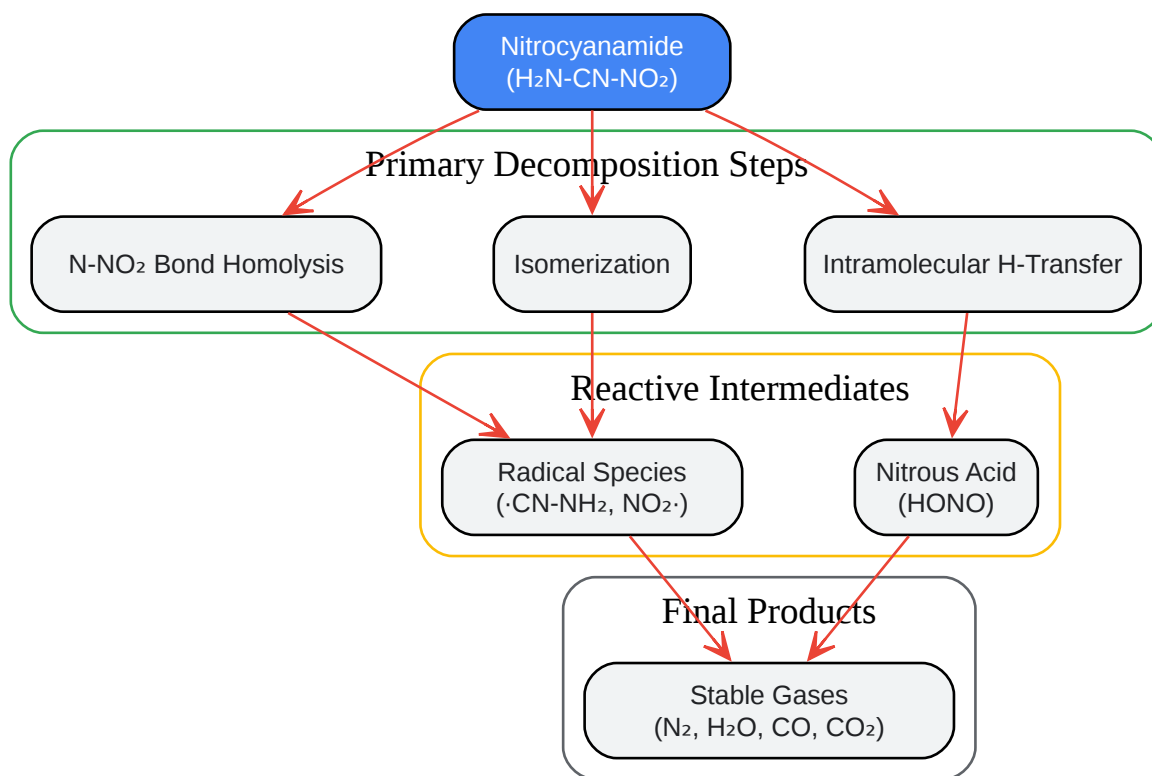 Nitrocyanamide
(H₂N-CN-NO₂)
Primary Decomposition Steps
N-NO₂ Bond Homolysis
Isomerization
Intramolecular H-Transfer
Reactive Intermediates
Radical Species
(·CN-NH₂, NO₂·)
Nitrous Acid
(HONO)
Final Products
Stable Gases
(N₂, H₂O, CO, CO₂)